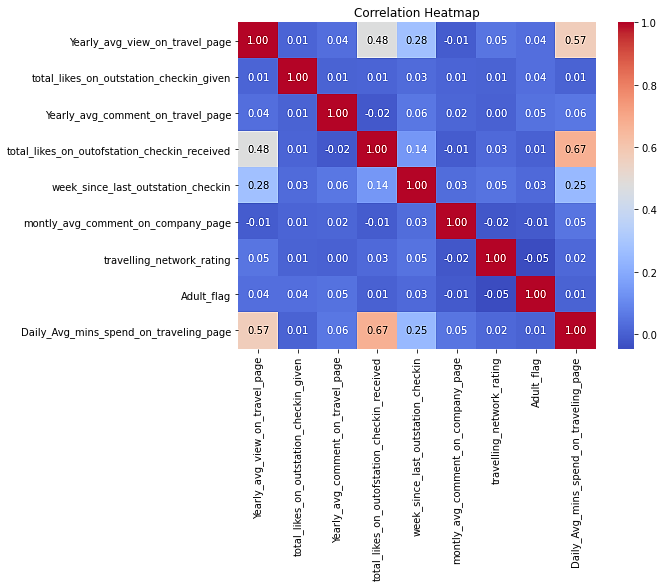 Correlation Heatmap
Yearly_avg_view_on_travel_page 1.00 0.01 0.04 0.48 0.28 -0.01 0.05 0.04 0.57
total_likes_on_outstation_checkin_given 0.01 1.00 0.01 0.01 0.03 0.01 0.01 0.04 0.01
Yearly_avg_comment_on_travel_page 0.04 0.01 1.00 -0.02 0.06 0.02 0.00 0.05 0.06
total_likes_on_outofstation_checkin_received 0.48 0.01 -0.02 1.00 0.14 -0.01 0.03 0.01 0.67
week_since_last_outstation_checkin 0.28 0.03 0.06 0.14 1.00 0.03 0.05 0.03 0.25
montly_avg_comment_on_company_page -0.01 0.01 0.02 -0.01 0.03 1.00 -0.02 -0.01 0.05
travelling_network_rating 0.05 0.01 0.00 0.03 0.05 -0.02 1.00 -0.05 0.02
Adult_flag 0.04 0.04 0.05 0.01 0.03 -0.01 -0.05 1.00 0.01
Daily_Avg_mins_spend_on_traveling_page 0.57 0.01 0.06 0.67 0.25 0.05 0.02 0.01 1.00
Yearly_avg_view_on_travel_page
total_likes_on_outstation_checkin_given
Yearly_avg_comment_on_travel_page
total_likes_on_outofstation_checkin_received
week_since_last_outstation_checkin
montly_avg_comment_on_company_page
travelling_network_rating
Adult_flag
Daily_Avg_mins_spend_on_traveling_page
1.0
0.8
0.6
0.4
0.2
0.0